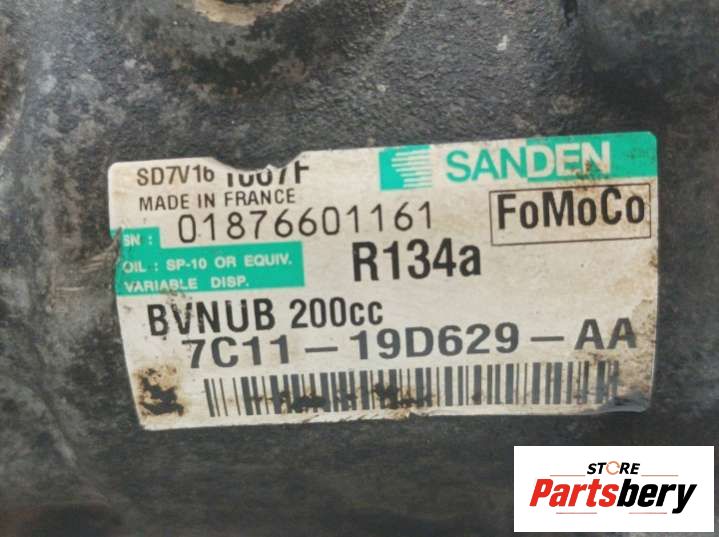 SD7V16
SANDEN
MADE IN FRANCE
FoMoCo
SN : 01876601161
OIL : SP-10 OR EQUIV.
R134a
VARIABLE DISP.
BVNUB 200cc
7C11-19D629-AA
STORE
Partsbery